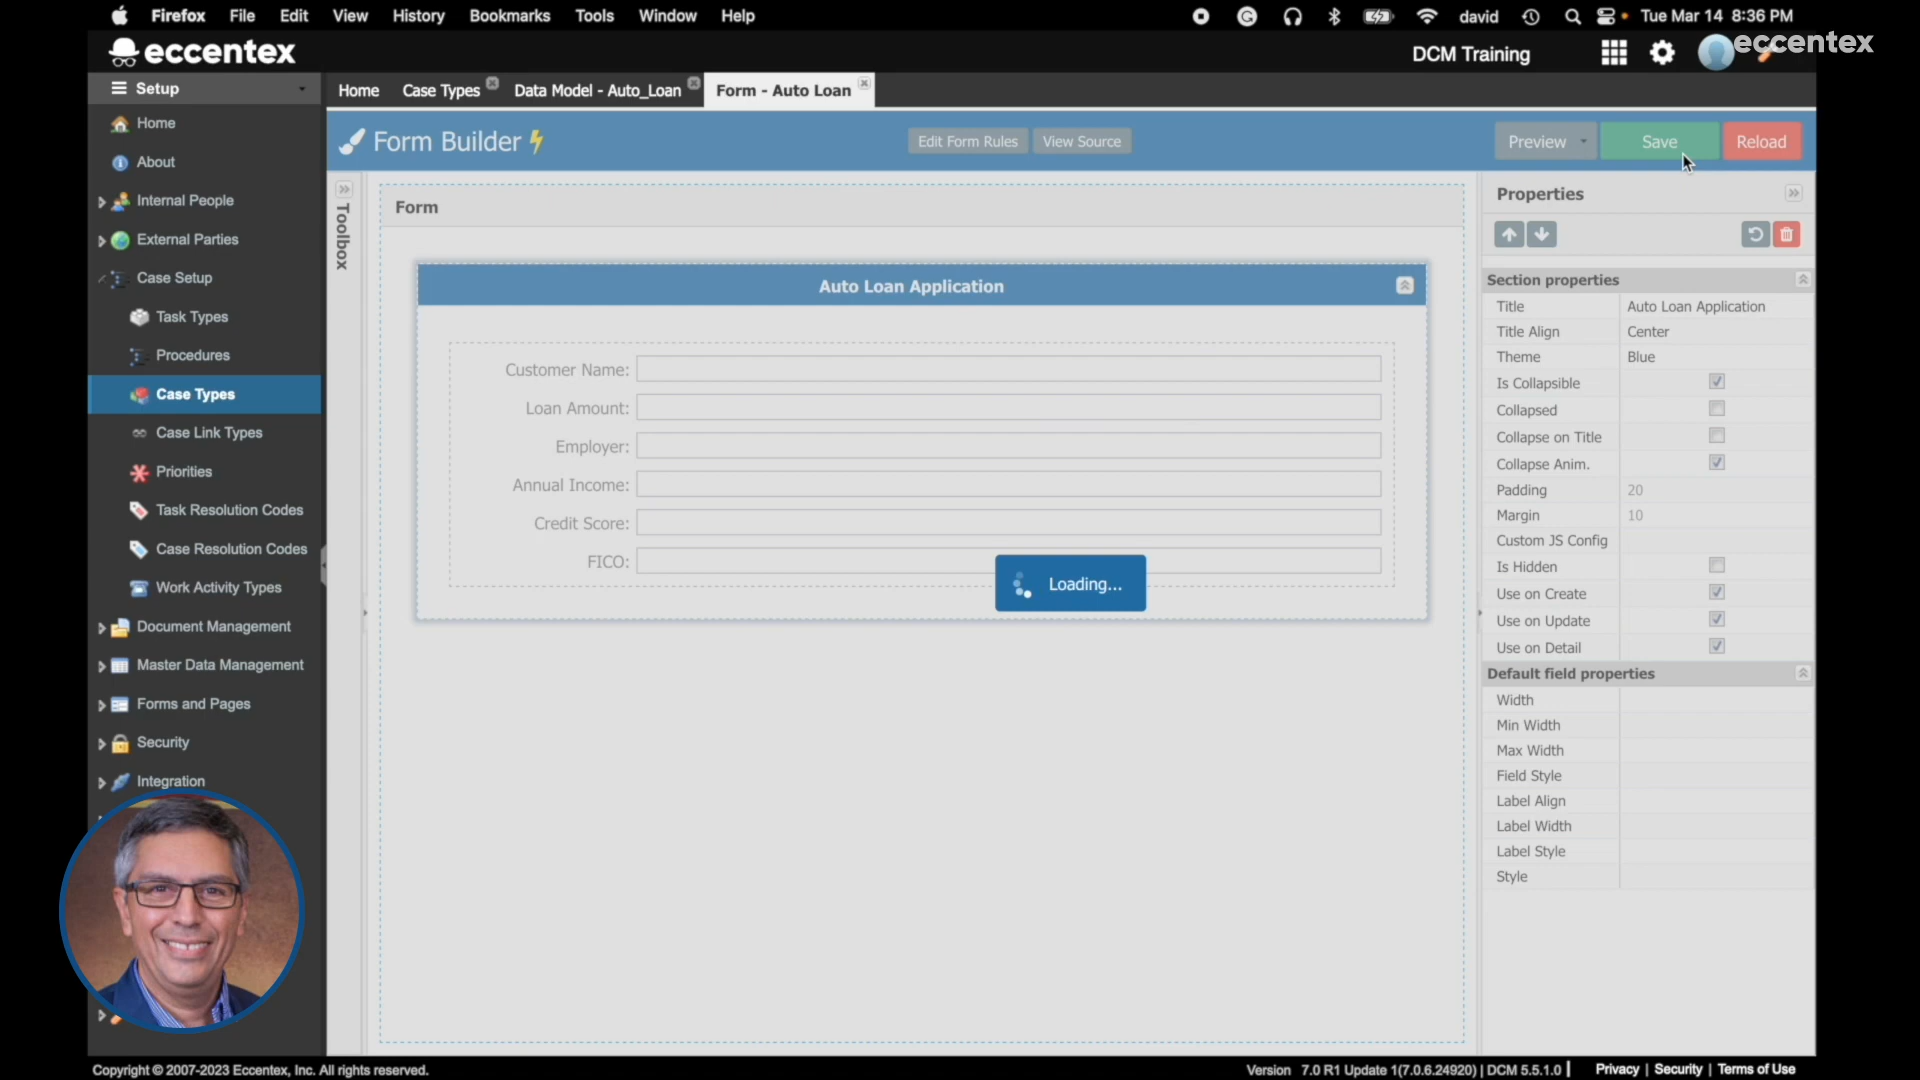 Firefox File Edit View History Bookmarks Tools Window Help
david Tue Mar 14 8:36 PM
eccentex
DCM Training
eccentex
Setup
Home
Case Types
Data Model - Auto_Loan
Form - Auto Loan
Home
About
Internal People
External Parties
Case Setup
Task Types
Procedures
Case Types
Case Link Types
Priorities
Task Resolution Codes
Case Resolution Codes
Work Activity Types
Document Management
Master Data Management
Forms and Pages
Security
Integration
Form Builder
Edit Form Rules
View Source
Preview
Save
Reload
Toolbox
Form
Auto Loan Application
Customer Name:
Loan Amount:
Employer:
Annual Income:
Credit Score:
FICO:
Loading...
Properties
Section properties
Title Auto Loan Application
Title Align Center
Theme Blue
Is Collapsible
Collapsed
Collapse on Title
Collapse Anim.
Padding 20
Margin 10
Custom JS Config
Is Hidden
Use on Create
Use on Update
Use on Detail
Default field properties
Width
Min Width
Max Width
Field Style
Label Align
Label Width
Label Style
Style
Copyright © 2007-2023 Eccentex, Inc. All rights reserved.
Version 7.0 R1 Update 1(7.0.6.24920) | DCM 5.5.1.0 | Privacy | Security | Terms of Use